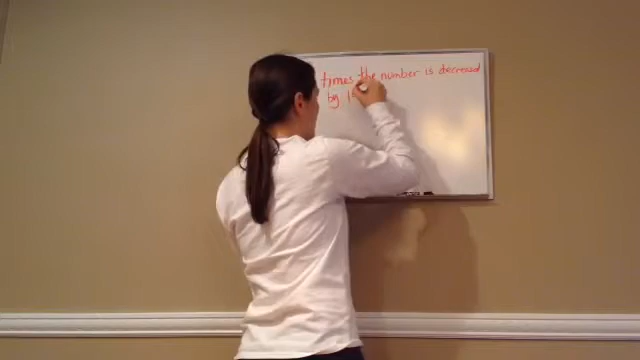 times the number is decreased
by 1